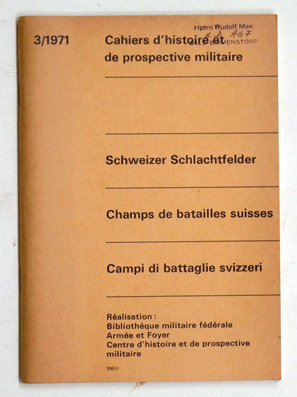 3/1971
Cahiers d'histoire et
de prospective militaire
Hptm Rudolf Max
Schweizer Schlachtfelder
Champs de batailles suisses
Campi di battaglie svizzeri
Réalisation :
Bibliothèque militaire fédérale
Armée et Foyer
Centre d'histoire et de prospective
militaire